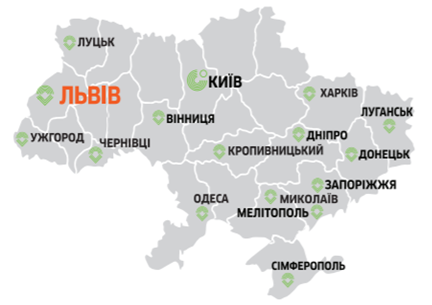 ЛУЦЬК
КИЇВ
ЛЬВІВ
ХАРКІВ
ЛУГАНСЬК
ВІННИЦЯ
УЖГОРОД
ДНІПРО
ЧЕРНІВЦІ
КРОПИВНИЦЬКИЙ
ДОНЕЦЬК
ЗАПОРІЖЖЯ
ОДЕСА
МИКОЛАЇВ
МЕЛІТОПОЛЬ
СІМФЕРОПОЛЬ